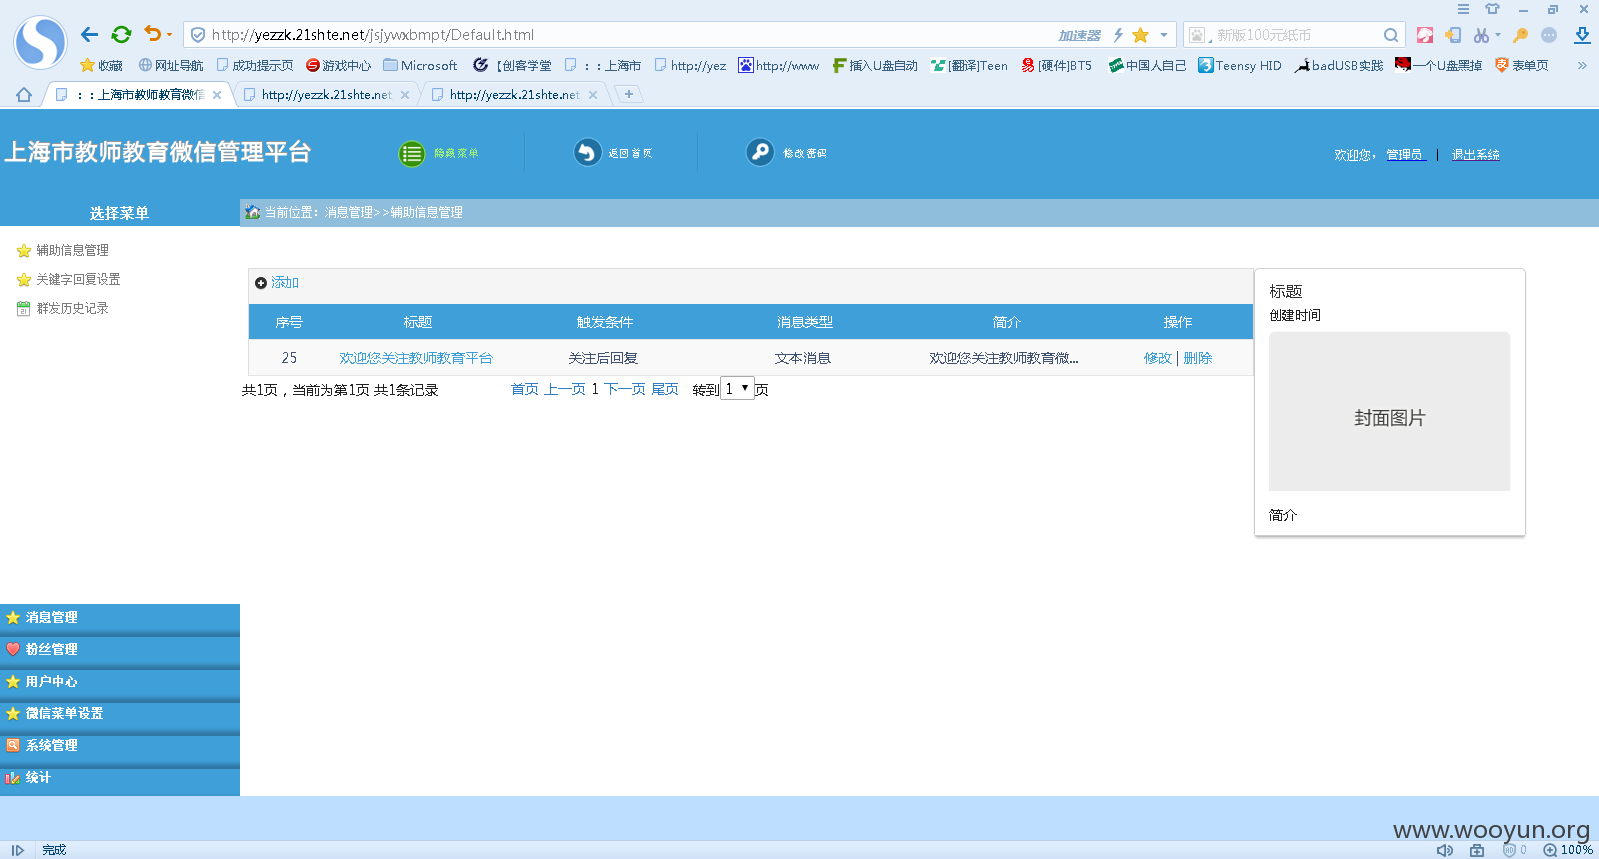 http://yezzk.21shte.net/jsjywxbmpt/Default.html 加速器 新版100元纸币
收藏 网址导航 成功提示页 游戏中心 Microsoft 【创客学堂 ：：上海市 http://yez http://www 插入U盘自动 [翻译]Teen [硬件]BT5 中国人自己 Teensy HID badUSB实践 一个U盘黑掉 表单页 »
：：上海市教师教育微信 http://yezzk.21shte.net http://yezzk.21shte.net
上海市教师教育微信管理平台 隐藏菜单 返回首页 修改密码 欢迎您， 管理员 | 退出系统
选择菜单 当前位置：消息管理>>辅助信息管理
辅助信息管理
关键字回复设置
群发历史记录
添加
序号 标题 触发条件 消息类型 简介 操作
25 欢迎您关注教师教育平台 关注后回复 文本消息 欢迎您关注教师教育微... 修改 | 删除
共1页，当前为第1页 共1条记录 首页 上一页 1 下一页 尾页 转到 1 页
标题
创建时间
封面图片
简介
消息管理
粉丝管理
用户中心
微信菜单设置
系统管理
统计
www.wooyun.org
完成 0 100%